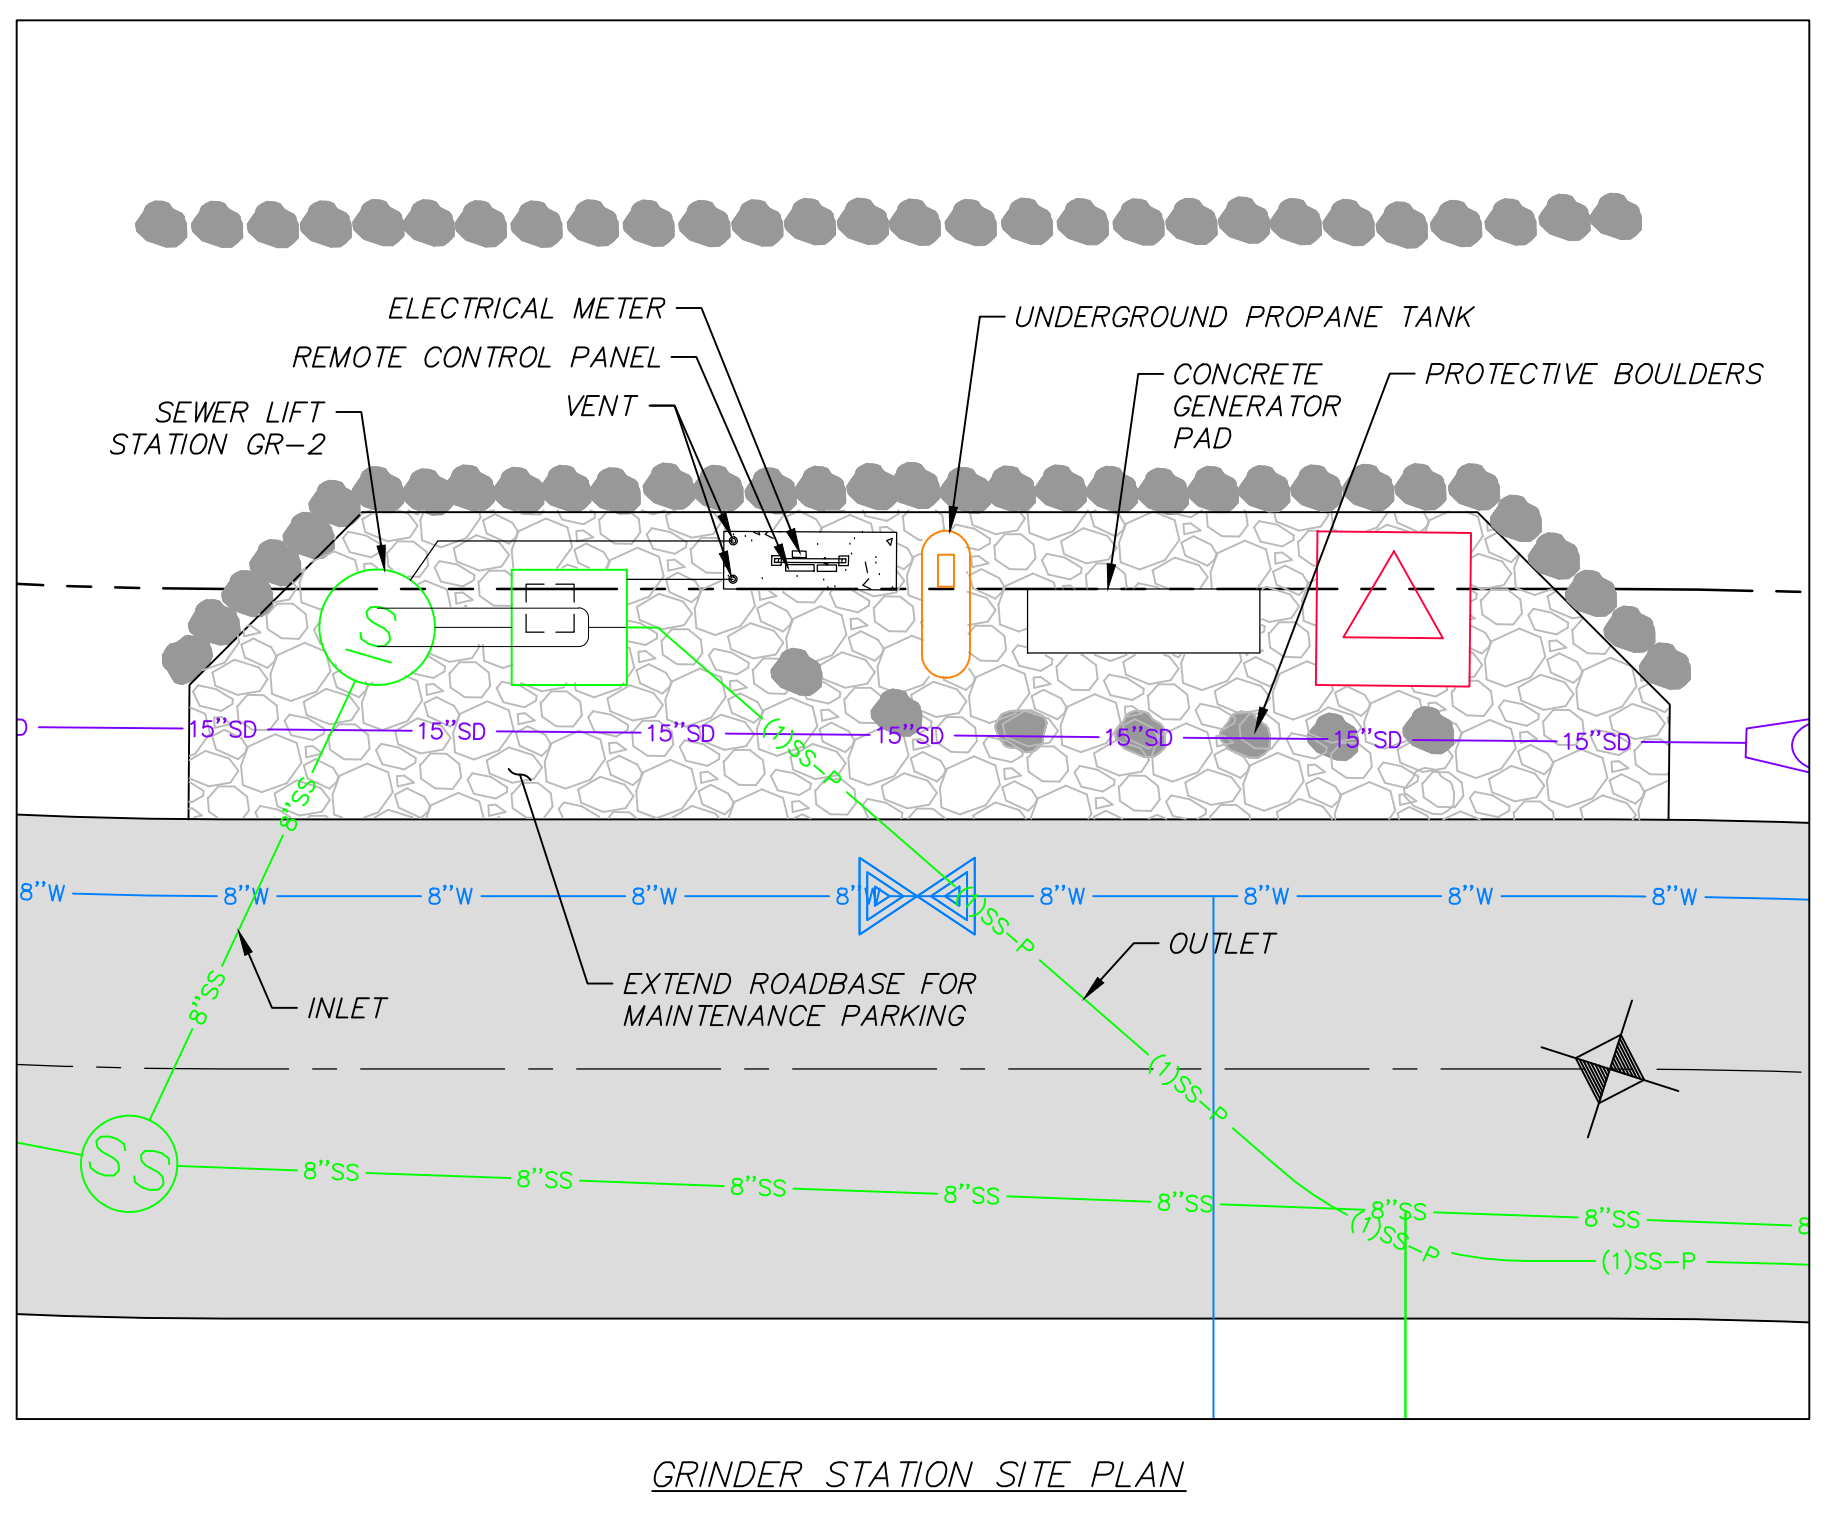 ELECTRICAL METER
UNDERGROUND PROPANE TANK
REMOTE CONTROL PANEL
CONCRETE
GENERATOR
PAD
PROTECTIVE BOULDERS
VENT
SEWER LIFT
STATION GR-2
S
D 15"SD 15"SD 15"SD 15"SD 15"SD 15"SD 15"SD
(1)SS-P
8"SS
8"W 8"W 8"W 8"W 8"W 8"W 8"W 8"W 8"W
(1)SS-P
OUTLET
8"SS
INLET
EXTEND ROADBASE FOR
MAINTENANCE PARKING
(1)SS-P
SS
8"SS 8"SS 8"SS 8"SS 8"SS 8"SS 8"SS 8
(1)SS-P (1)SS-P
GRINDER STATION SITE PLAN